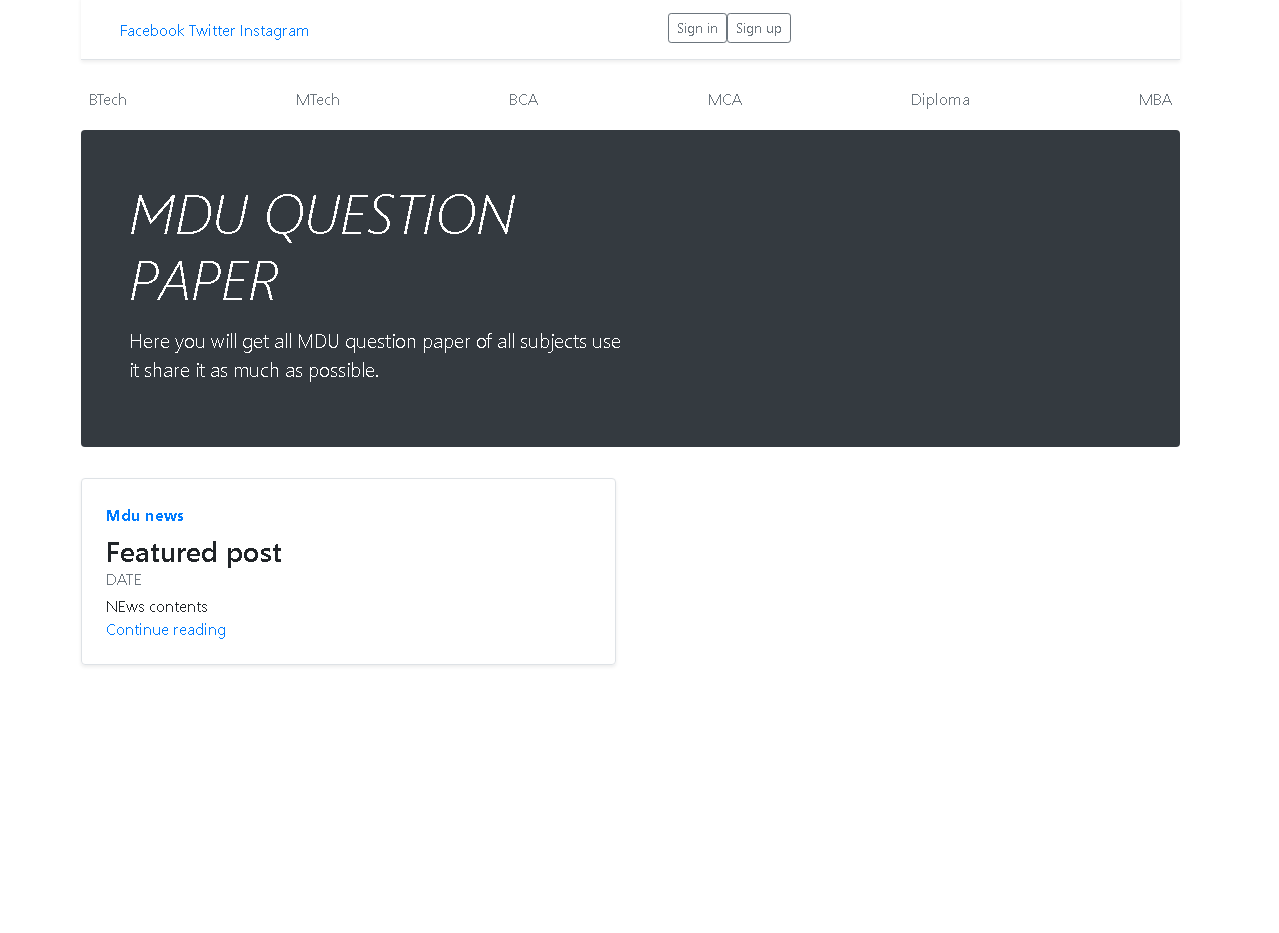 Facebook Twitter Instagram Sign in Sign up
BTech MTech BCA MCA Diploma MBA
MDU QUESTION
PAPER
Here you will get all MDU question paper of all subjects use
it share it as much as possible.
Mdu news
Featured post
DATE
NEws contents
Continue reading